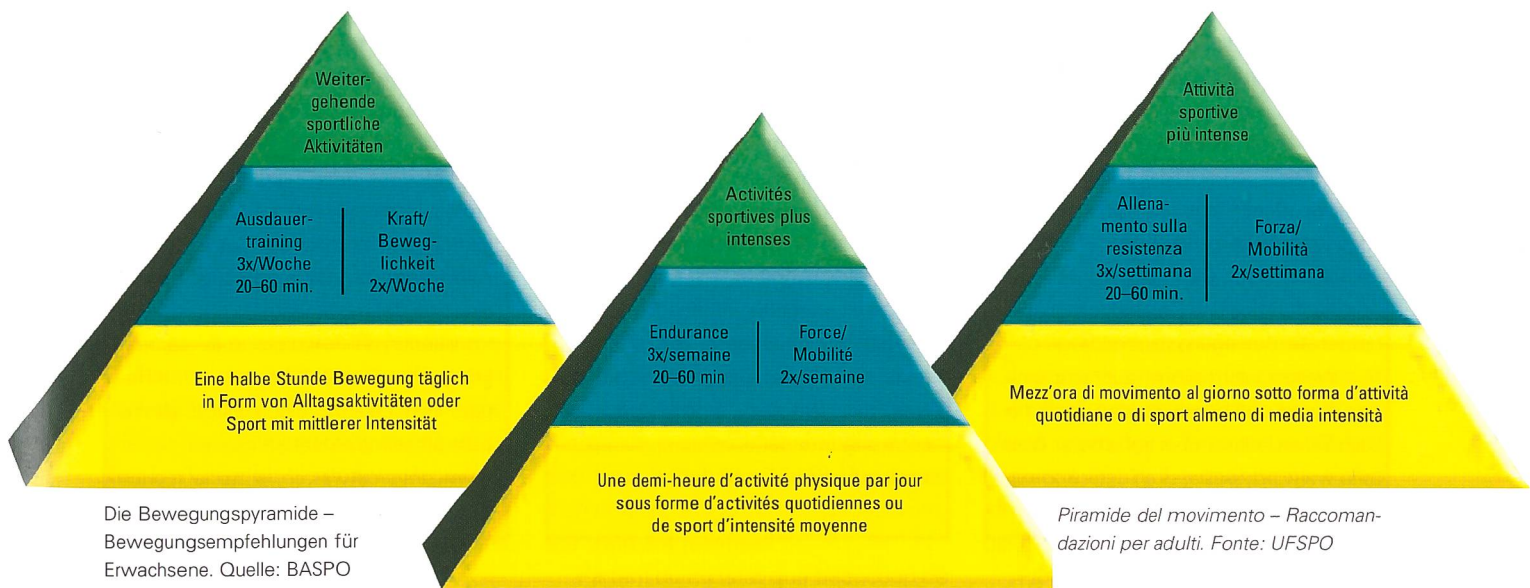 Weiter-
gehende
sportliche
Aktivitäten
Ausdauer-
training
3x/Woche
20–60 min.
Kraft/
Beweg-
lichkeit
2x/Woche
Eine halbe Stunde Bewegung täglich
in Form von Alltagsaktivitäten oder
Sport mit mittlerer Intensität
Die Bewegungspyramide –
Bewegungsempfehlungen für
Erwachsene. Quelle: BASPO
Activités
sportives plus
intenses
Endurance
3x/semaine
20–60 min
Force/
Mobilité
2x/semaine
Une demi-heure d'activité physique par jour
sous forme d'activités quotidiennes ou
de sport d'intensité moyenne
Attività
sportive
più intense
Allena-
mento sulla
resistenza
3x/settimana
20–60 min.
Forza/
Mobilità
2x/settimana
Mezz'ora di movimento al giorno sotto forma d'attività
quotidiane o di sport almeno di media intensità
Piramide del movimento – Raccoman-
dazioni per adulti. Fonte: UFSPO